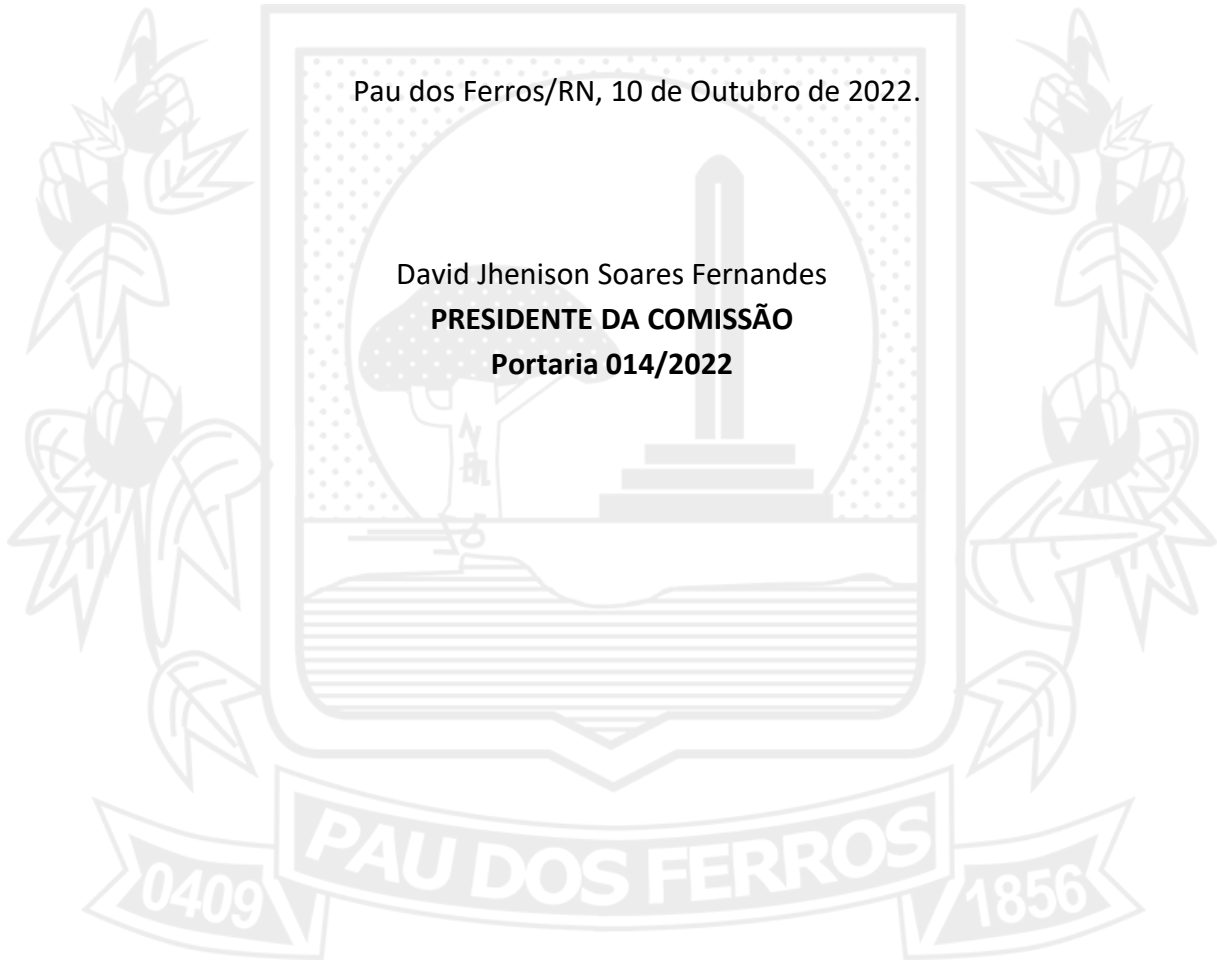 Pau dos Ferros/RN, 10 de Outubro de 2022.
David Jhenison Soares Fernandes
PRESIDENTE DA COMISSÃO
Portaria 014/2022
PAU DOS FERROS
0409
1856